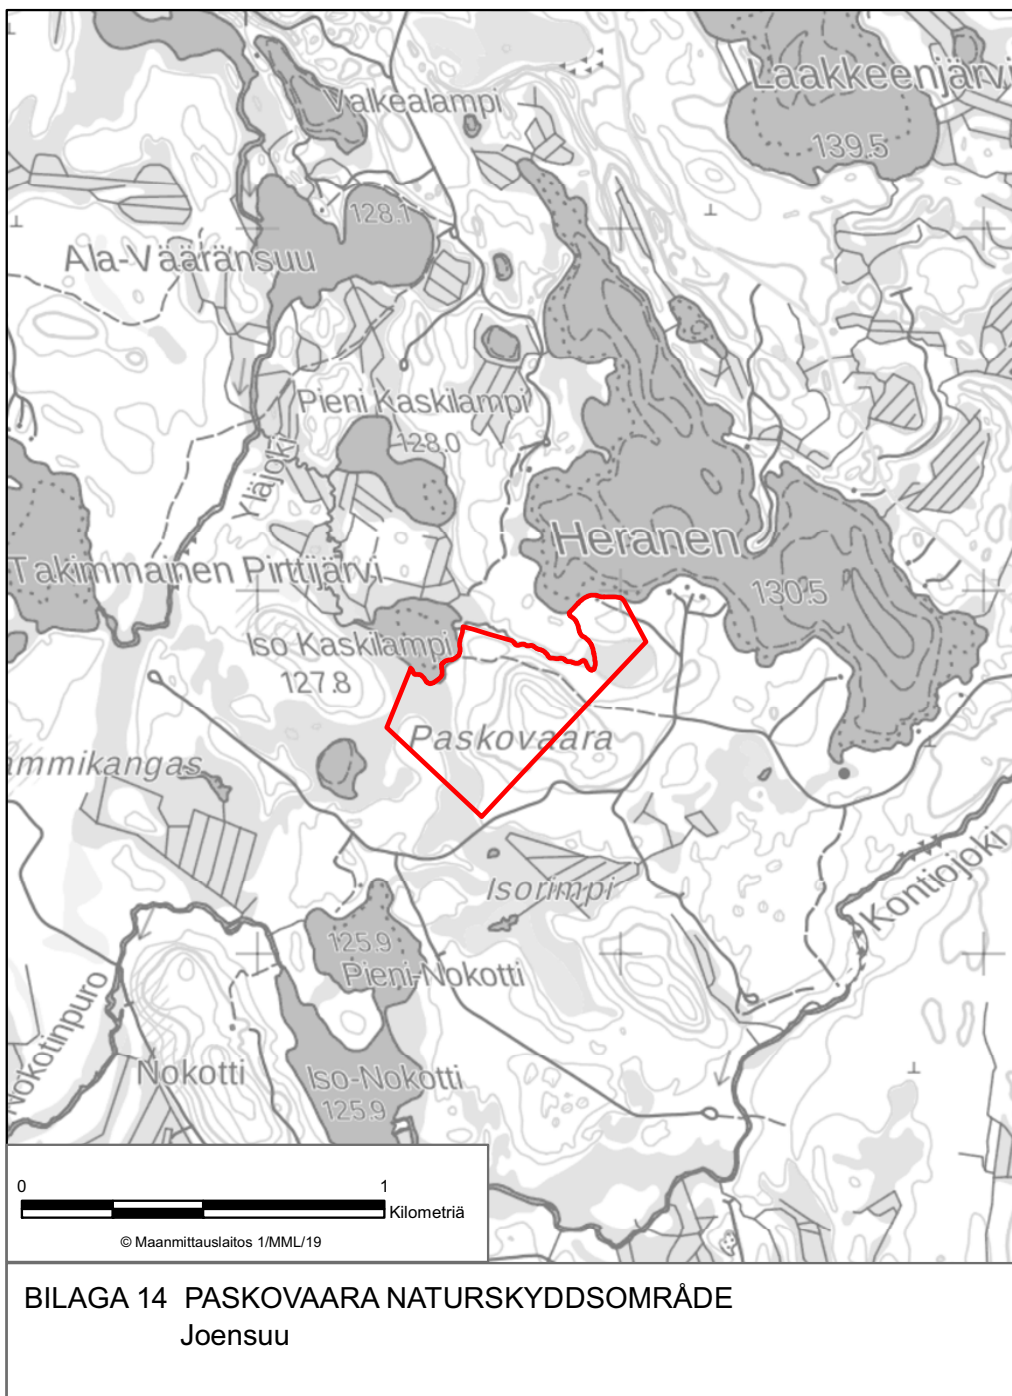 Laakkeenjärvi
Valkealampi
139.5
128.1
Ala-Vääränsuu
Pieni Kaskilampi
128.0
Yläjoki
Heranen
Takimmainen Pirttijärvi
130.5
Iso-Kaskilampi
127.8
Paskovaara
ammikangas
Kontiojoki
Isorimpi
125.9
Pieni-Nokotti
Nokotinpuro
Nokotti
Iso-Nokotti
125.9
0 1
Kilometriä
© Maanmittauslaitos 1/MML/19
BILAGA 14 PASKOVAARA NATURSKYDDSOMRÅDE
Joensuu